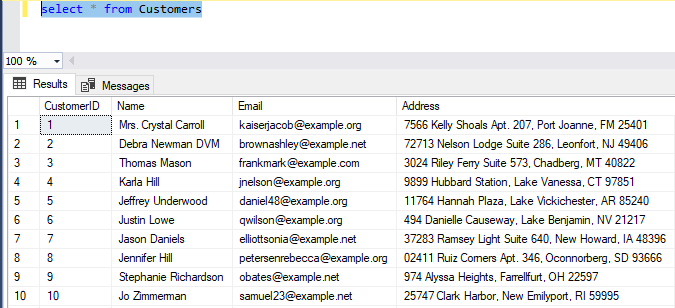 select * from Customers
100 %
Results Messages
CustomerID Name Email Address
1 1 Mrs. Crystal Carroll kaiserjacob@example.org 7566 Kelly Shoals Apt. 207, Port Joanne, FM 25401
2 2 Debra Newman DVM brownashley@example.net 72713 Nelson Lodge Suite 286, Leonfort, NJ 49406
3 3 Thomas Mason frankmark@example.com 3024 Riley Ferry Suite 573, Chadberg, MT 40822
4 4 Karla Hill jnelson@example.org 9899 Hubbard Station, Lake Vanessa, CT 97851
5 5 Jeffrey Underwood daniel48@example.org 11764 Hannah Plaza, Lake Vickichester, AR 85240
6 6 Justin Lowe qwilson@example.org 494 Danielle Causeway, Lake Benjamin, NV 21217
7 7 Jason Daniels elliottsonia@example.net 37283 Ramsey Light Suite 640, New Howard, IA 48396
8 8 Jennifer Hill petersenrebecca@example.org 02411 Ruiz Corners Apt. 346, Oconnorberg, SD 93666
9 9 Stephanie Richardson obates@example.net 974 Alyssa Heights, Farrellfurt, OH 22597
10 10 Jo Zimmerman samuel23@example.net 25747 Clark Harbor, New Emilyport, RI 59995